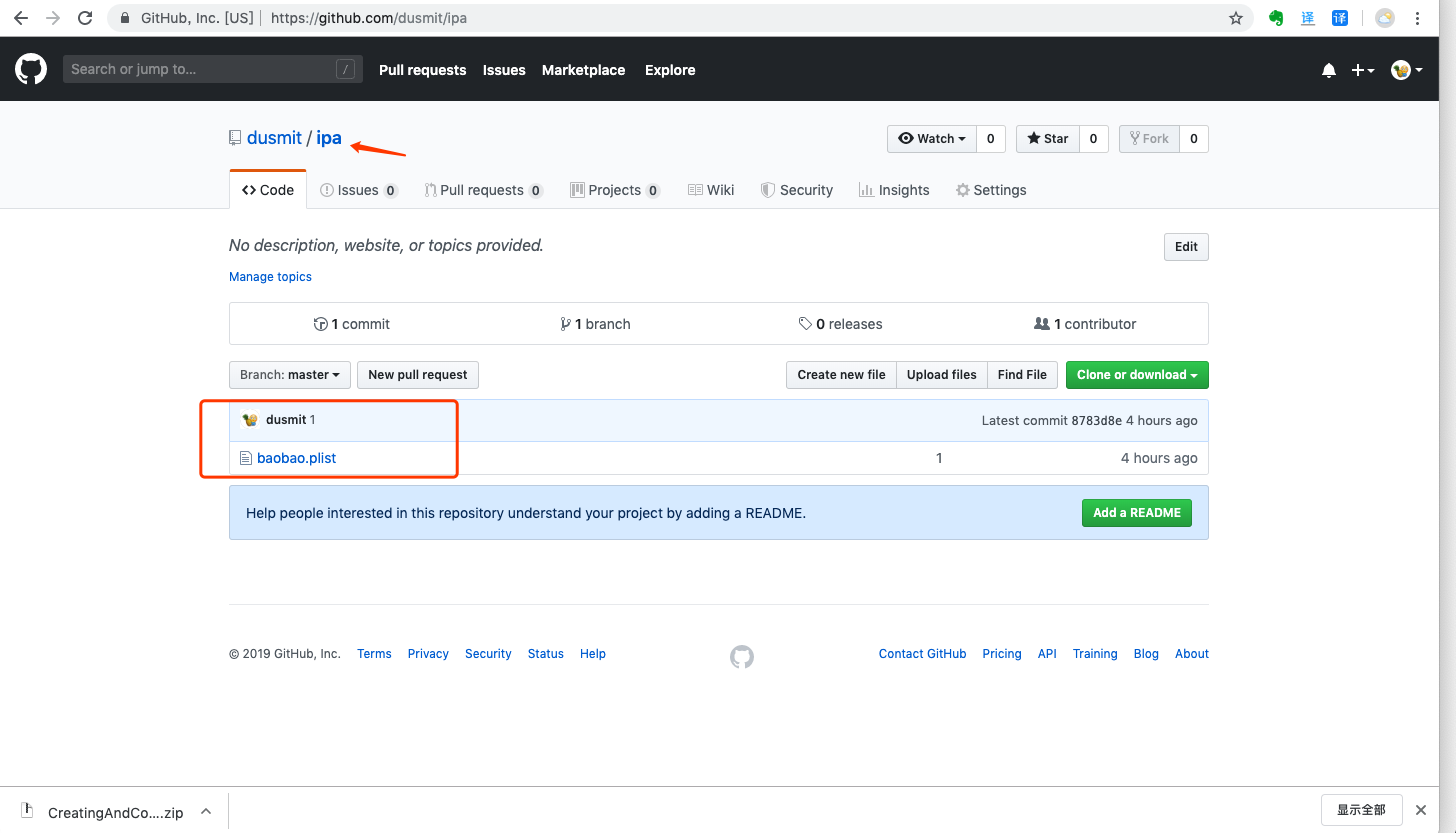 GitHub, Inc. [US] | https://github.com/dusmit/ipa
译 译
Search or jump to... / Pull requests Issues Marketplace Explore
dusmit / ipa
Watch 0 Star 0 Fork 0
Code Issues 0 Pull requests 0 Projects 0 Wiki Security Insights Settings
No description, website, or topics provided.
Edit
Manage topics
1 commit 1 branch 0 releases 1 contributor
Branch: master New pull request Create new file Upload files Find File Clone or download
dusmit 1 Latest commit 8783d8e 4 hours ago
baobao.plist 1 4 hours ago
Help people interested in this repository understand your project by adding a README. Add a README
© 2019 GitHub, Inc. Terms Privacy Security Status Help Contact GitHub Pricing API Training Blog About
CreatingAndCo....zip 显示全部